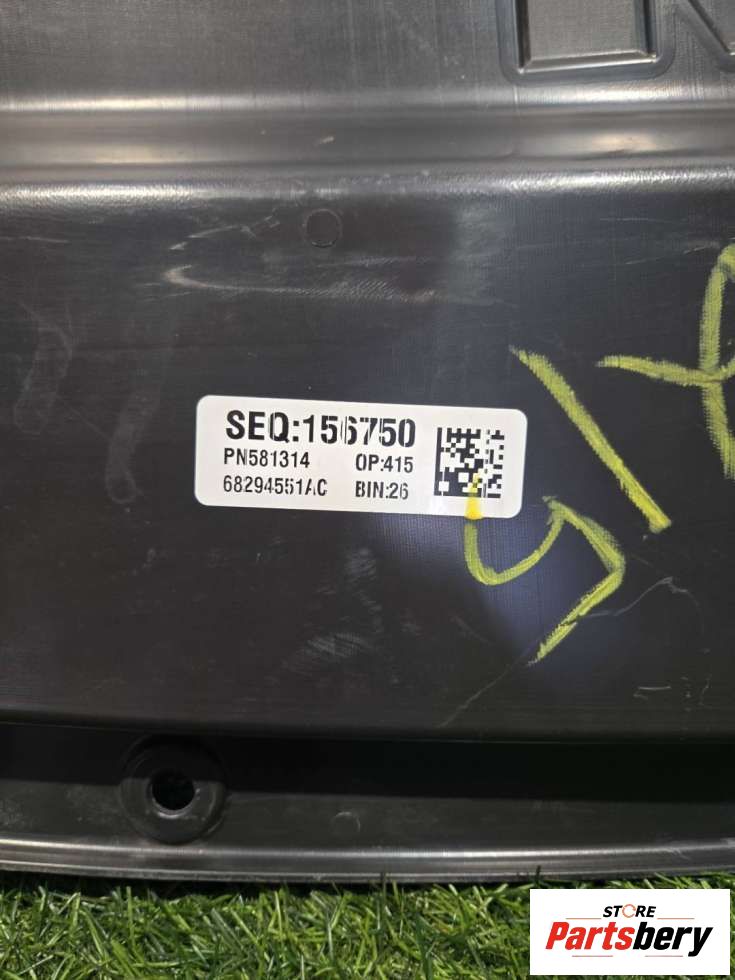 SEQ:156750
PN581314 OP:415
68294551AC BIN:26
STORE
Partsbery